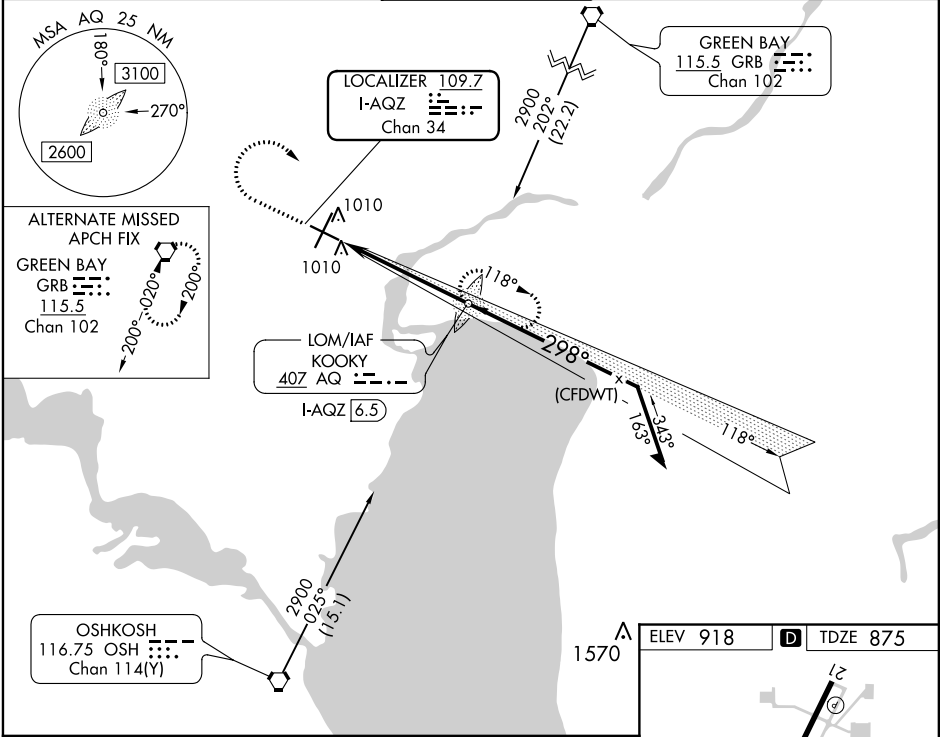 MSA AQ 25 NM
180°
3100
270°
2600
LOCALIZER 109.7
I-AQZ
Chan 34
GREEN BAY
115.5 GRB
Chan 102
2900
202°
(22.2)
ALTERNATE MISSED
APCH FIX
GREEN BAY
GRB
115.5
Chan 102
020°
200°
200°
1010
1010
118°
LOM/IAF
KOOKY
407 AQ
I-AQZ 6.5
298°
(CFDWT)
163°
343°
118°
2900
025°
(15.1)
OSHKOSH
116.75 OSH
Chan 114(Y)
1570
ELEV 918 D TDZE 875
21
P